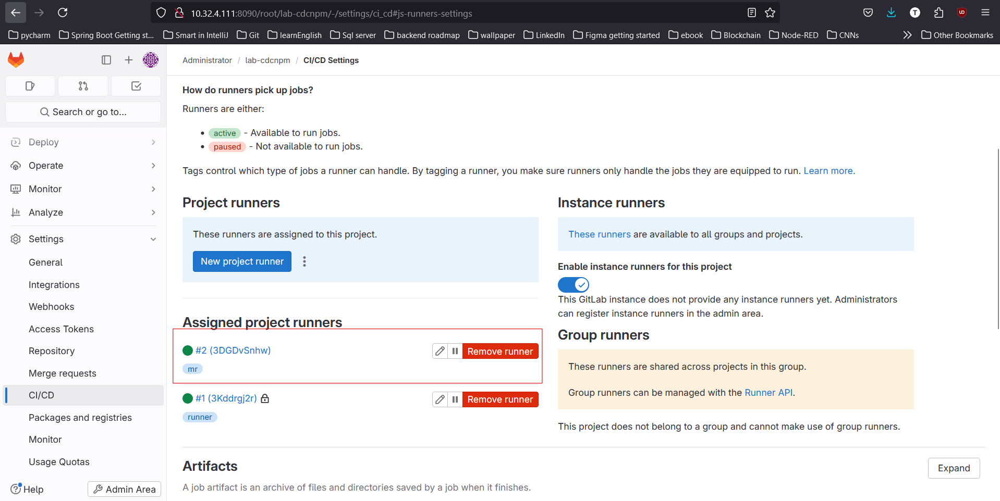 10.32.4.111:8090/root/lab-cdcnpm/-/settings/ci_cd#js-runners-settings
T
UO
pycharm
Spring Boot Getting st...
Smart in IntelliJ
Git
learnEnglish
Sql server
backend roadmap
wallpaper
LinkedIn
Figma getting started
ebook
Blockchain
Node-RED
CNNs
Other Bookmarks
Search or go to...
Deploy
Operate
Monitor
Analyze
Settings
General
Integrations
Webhooks
Access Tokens
Repository
Merge requests
CI/CD
Packages and registries
Monitor
Usage Quotas
Help
Admin Area
Administrator / lab-cdcnpm / CI/CD Settings
How do runners pick up jobs?
Runners are either:
active - Available to run jobs.
paused - Not available to run jobs.
Tags control which type of jobs a runner can handle. By tagging a runner, you make sure runners only handle the jobs they are equipped to run. Learn more.
Project runners
These runners are assigned to this project.
New project runner
Assigned project runners
#2 (3DGDvSnhw)
Remove runner
mr
#1 (3Kddrgj2r)
Remove runner
runner
Instance runners
These runners are available to all groups and projects.
Enable instance runners for this project
This GitLab instance does not provide any instance runners yet. Administrators
can register instance runners in the admin area.
Group runners
These runners are shared across projects in this group.
Group runners can be managed with the Runner API.
This project does not belong to a group and cannot make use of group runners.
Artifacts
Expand
A job artifact is an archive of files and directories saved by a job when it finishes.